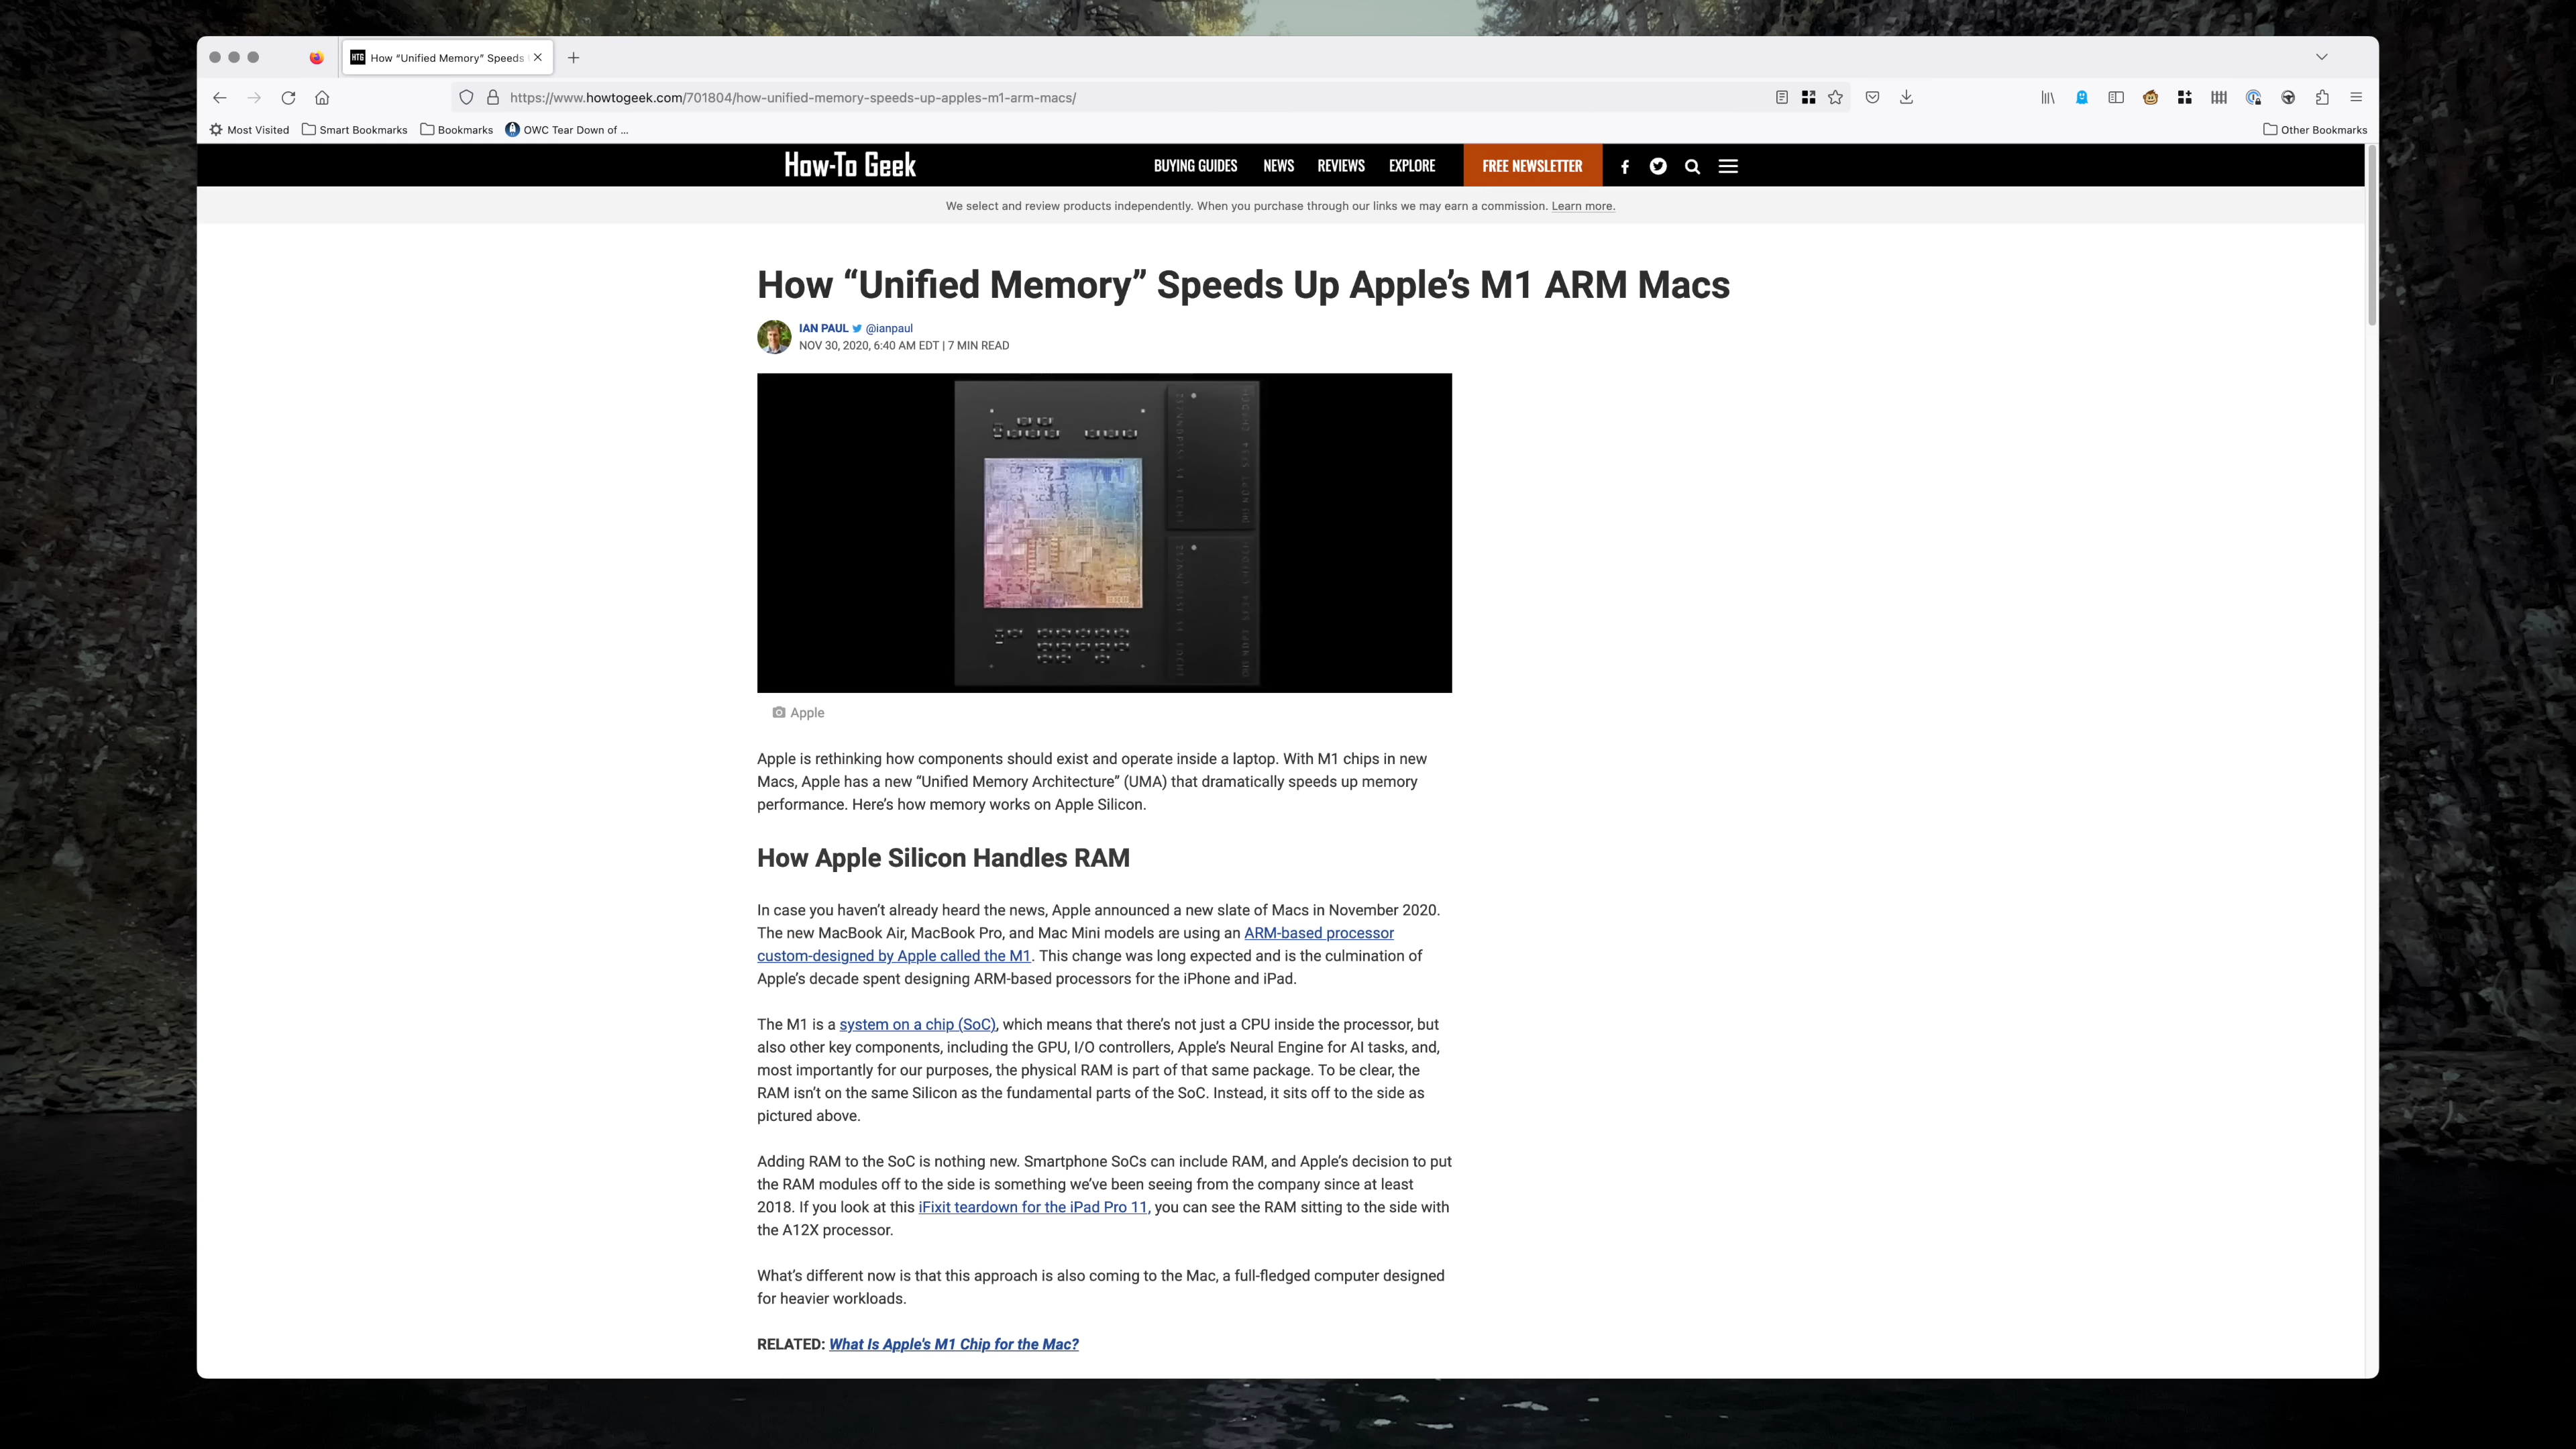 HTG How “Unified Memory” Speeds
https://www.howtogeek.com/701804/how-unified-memory-speeds-up-apples-m1-arm-macs/
Most Visited Smart Bookmarks Bookmarks OWC Tear Down of ... Other Bookmarks
How-To Geek BUYING GUIDES NEWS REVIEWS EXPLORE FREE NEWSLETTER
We select and review products independently. When you purchase through our links we may earn a commission. Learn more.
How “Unified Memory” Speeds Up Apple’s M1 ARM Macs
IAN PAUL @ianpaul
NOV 30, 2020, 6:40 AM EDT | 7 MIN READ
Apple
Apple is rethinking how components should exist and operate inside a laptop. With M1 chips in new
Macs, Apple has a new “Unified Memory Architecture” (UMA) that dramatically speeds up memory
performance. Here’s how memory works on Apple Silicon.
How Apple Silicon Handles RAM
In case you haven’t already heard the news, Apple announced a new slate of Macs in November 2020.
The new MacBook Air, MacBook Pro, and Mac Mini models are using an ARM-based processor
custom-designed by Apple called the M1. This change was long expected and is the culmination of
Apple’s decade spent designing ARM-based processors for the iPhone and iPad.
The M1 is a system on a chip (SoC), which means that there’s not just a CPU inside the processor, but
also other key components, including the GPU, I/O controllers, Apple’s Neural Engine for AI tasks, and,
most importantly for our purposes, the physical RAM is part of that same package. To be clear, the
RAM isn’t on the same Silicon as the fundamental parts of the SoC. Instead, it sits off to the side as
pictured above.
Adding RAM to the SoC is nothing new. Smartphone SoCs can include RAM, and Apple’s decision to put
the RAM modules off to the side is something we’ve been seeing from the company since at least
2018. If you look at this iFixit teardown for the iPad Pro 11, you can see the RAM sitting to the side with
the A12X processor.
What’s different now is that this approach is also coming to the Mac, a full-fledged computer designed
for heavier workloads.
RELATED: What Is Apple's M1 Chip for the Mac?